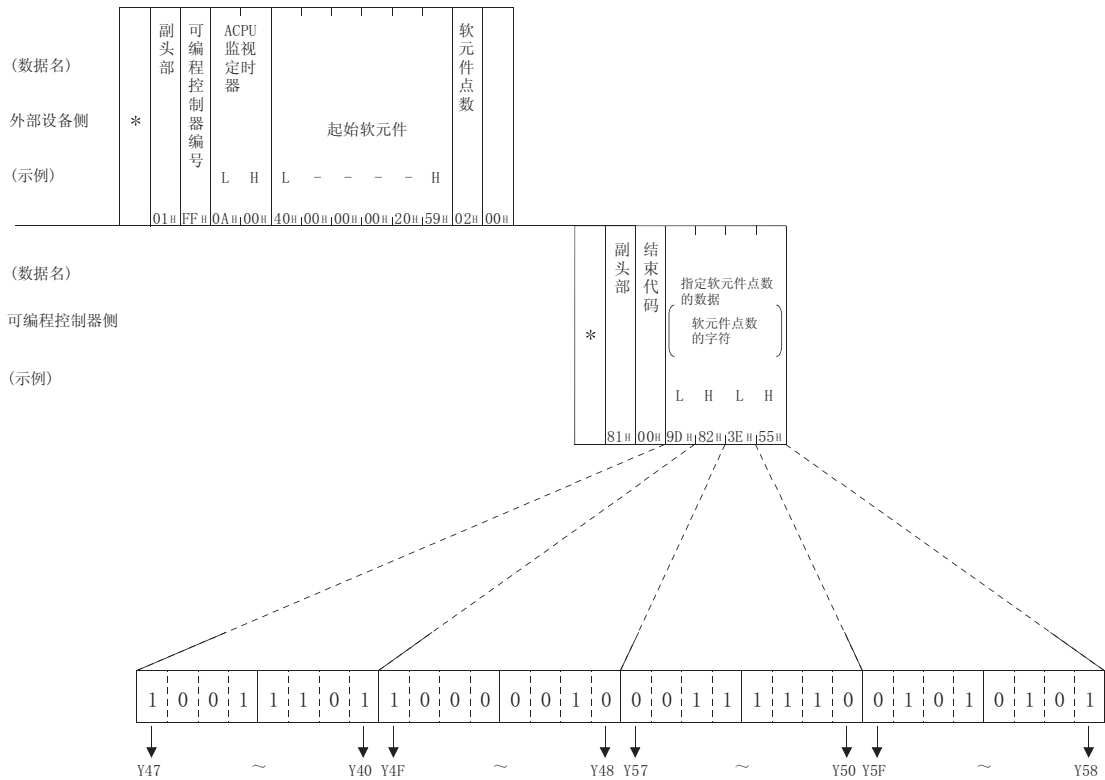 (数据名)
外部设备侧
(示例)
*
副头部
可编程控制器编号
ACPU
监视
定时
器
起始软元件
软元件点数
L H L - - - - H
01H FFH 0AH 00H 40H 00H 00H 00H 20H 59H 02H 00H
(数据名)
可编程控制器侧
(示例)
*
副头部
结束代码
指定软元件点数
的数据
软元件点数
的字符
L H L H
81H 00H 9DH 82H 3EH 55H
1 0 0 1 1 1 0 1 1 0 0 0 0 0 1 0 0 0 1 1 1 1 1 0 0 1 0 1 0 1 0 1
Y47 ～ Y40 Y4F ～ Y48 Y57 ～ Y50 Y5F ～ Y58